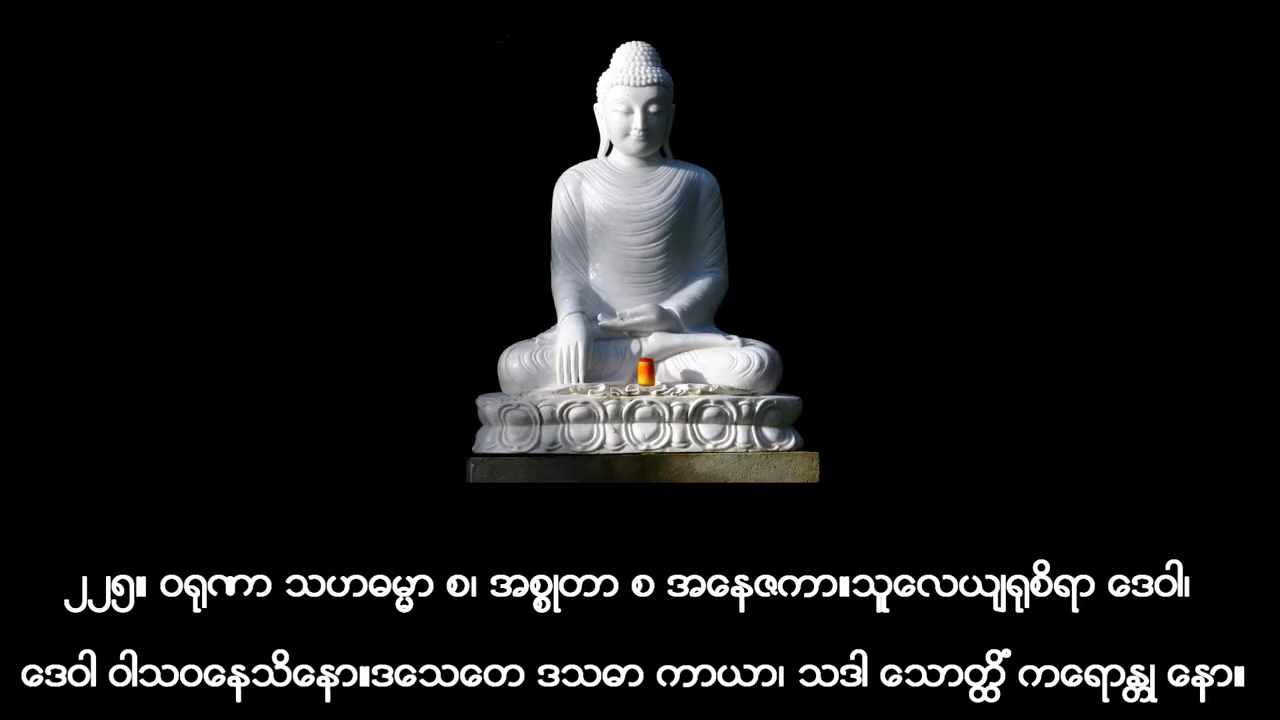 ၂၂၅။ ဝရုဏာ သဟဓမ္မာ စ၊ အစ္စုတာ စ အနေဇကာ။သူလေယျရုစိရာ ဒေဝါ၊
ဒေဝါ ဝါသဝနေသိနော။ဒသေတေ ဒသဓာ ကာယာ၊ သဒါ သောတ္ထိံ ကရောန္တု နော။